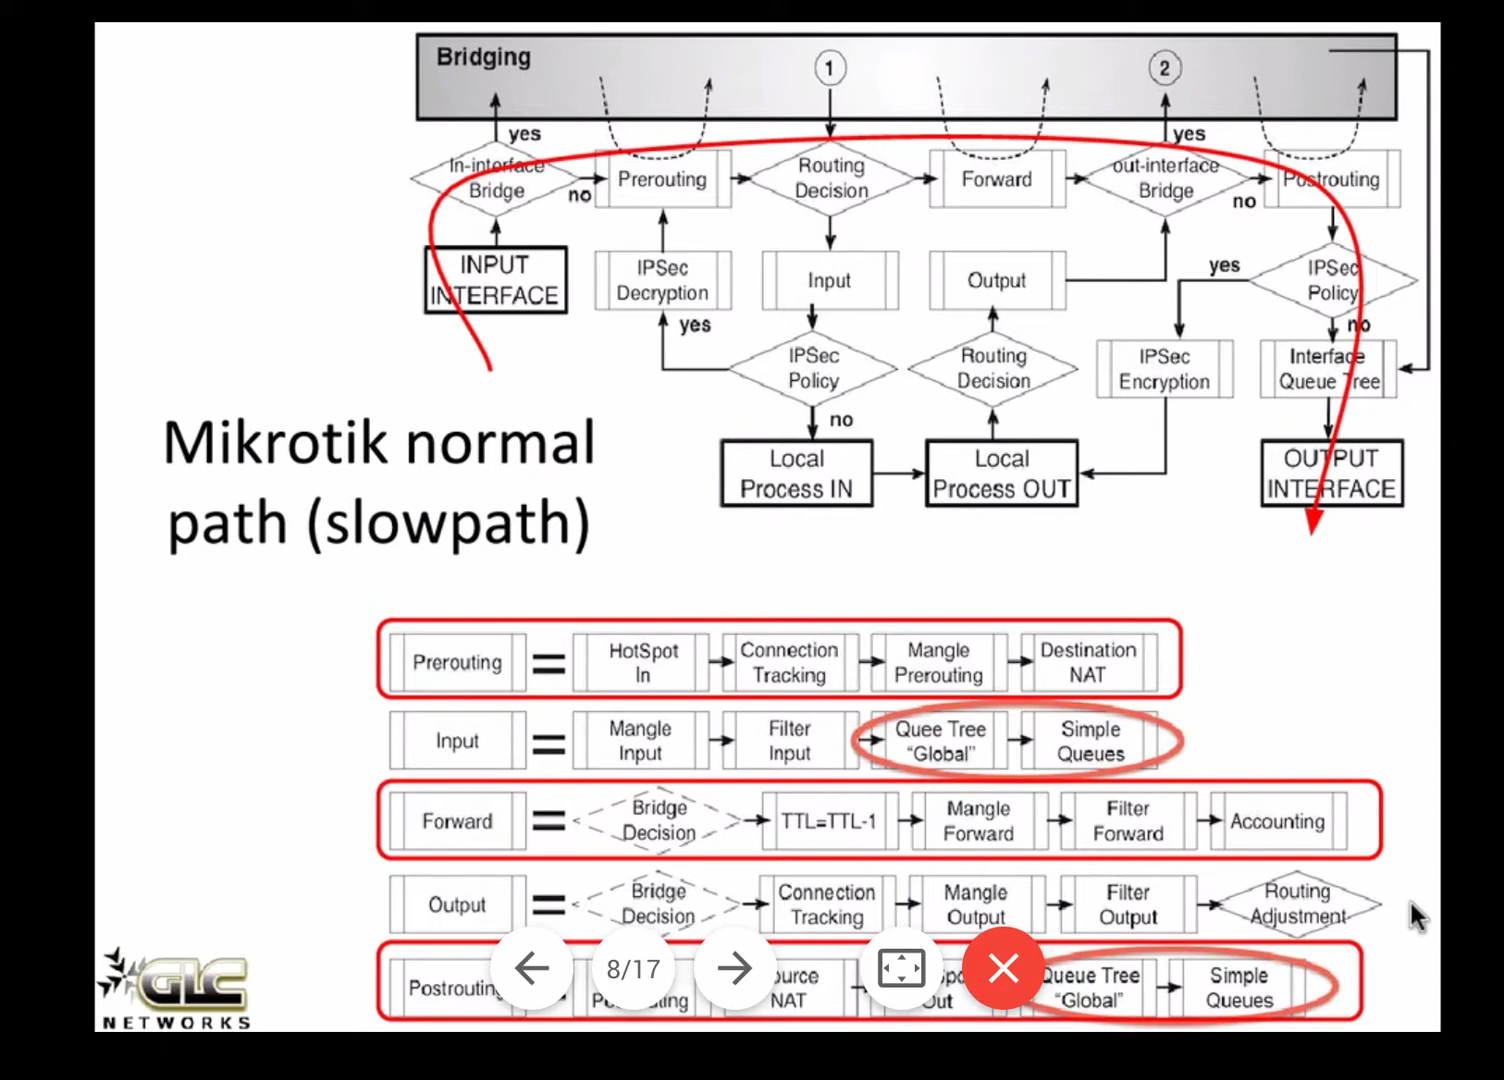 Bridging
1
2
yes
yes
In-interface
Bridge
no
Prerouting
Routing
Decision
Forward
out-interface
Bridge
no
Postrouting
INPUT
INTERFACE
IPSec
Decryption
Input
Output
yes
IPSec
Policy
yes
no
IPSec
Policy
Routing
Decision
IPSec
Encryption
Interface
Queue Tree
no
Local
Process IN
Local
Process OUT
OUTPUT
INTERFACE
Mikrotik normal
path (slowpath)
Prerouting = HotSpot In Connection Tracking Mangle Prerouting Destination NAT
Input = Mangle Input Filter Input Quee Tree “Global” Simple Queues
Forward = Bridge Decision TTL=TTL-1 Mangle Forward Filter Forward Accounting
Output = Bridge Decision Connection Tracking Mangle Output Filter Output Routing Adjustment
Postrouting NAT Out Queue Tree “Global” Simple Queues
8/17
GLC
NETWORKS